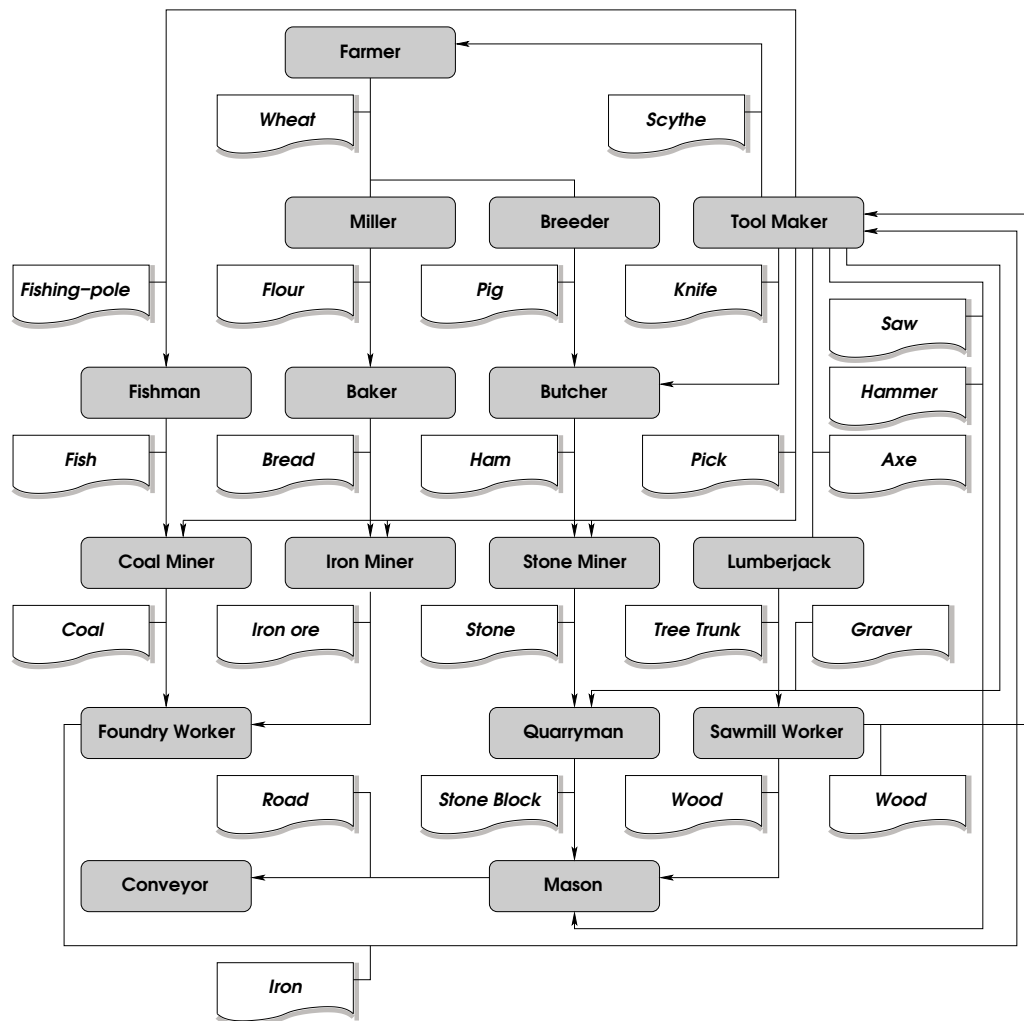 Farmer
Wheat
Scythe
Miller
Breeder
Tool Maker
Fishing–pole
Flour
Pig
Knife
Saw
Fishman
Baker
Butcher
Hammer
Fish
Bread
Ham
Pick
Axe
Coal Miner
Iron Miner
Stone Miner
Lumberjack
Coal
Iron ore
Stone
Tree Trunk
Graver
Foundry Worker
Quarryman
Sawmill Worker
Road
Stone Block
Wood
Wood
Conveyor
Mason
Iron